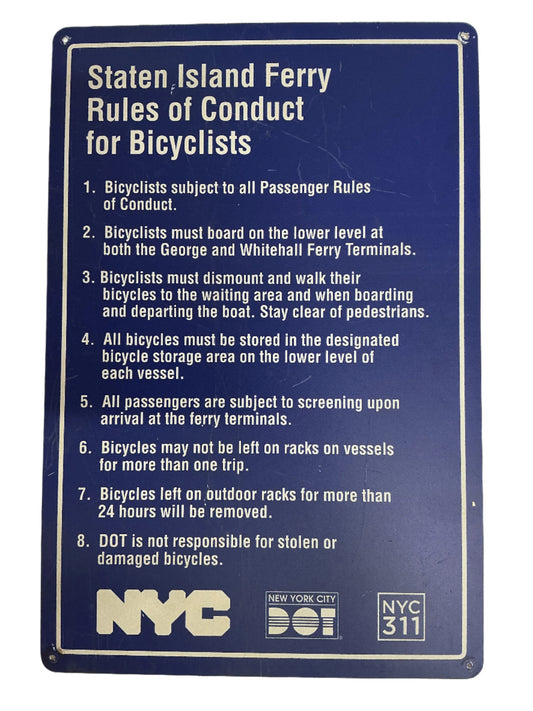 Staten Island Ferry
Rules of Conduct
for Bicyclists
1. Bicyclists subject to all Passenger Rules
of Conduct.
2. Bicyclists must board on the lower level at
both the George and Whitehall Ferry Terminals.
3. Bicyclists must dismount and walk their
bicycles to the waiting area and when boarding
and departing the boat. Stay clear of pedestrians.
4. All bicycles must be stored in the designated
bicycle storage area on the lower level of
each vessel.
5. All passengers are subject to screening upon
arrival at the ferry terminals.
6. Bicycles may not be left on racks on vessels
for more than one trip.
7. Bicycles left on outdoor racks for more than
24 hours will be removed.
8. DOT is not responsible for stolen or
damaged bicycles.
NYC
NEW YORK CITY
DOT
NYC
311